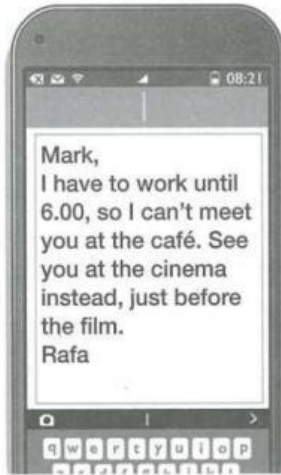 08:21
Mark,
I have to work until
6.00, so I can't meet
you at the café. See
you at the cinema
instead, just before
the film.
Rafa
q w e r t y u i o p